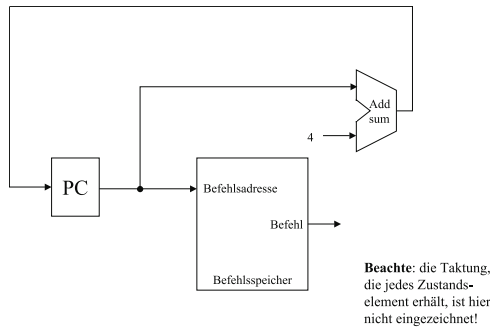 Add
sum
4
PC
Befehlsadresse
Befehl
Befehlsspeicher
Beachte: die Taktung,
die jedes Zustands-
element erhält, ist hier
nicht eingezeichnet!